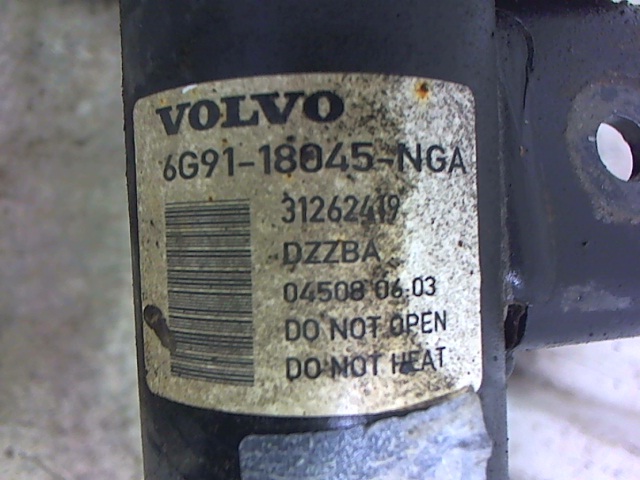 VOLVO
6G91-18045-NGA
31262419
DZZBA
04508 06:03
DO NOT OPEN
DO NOT HEAT